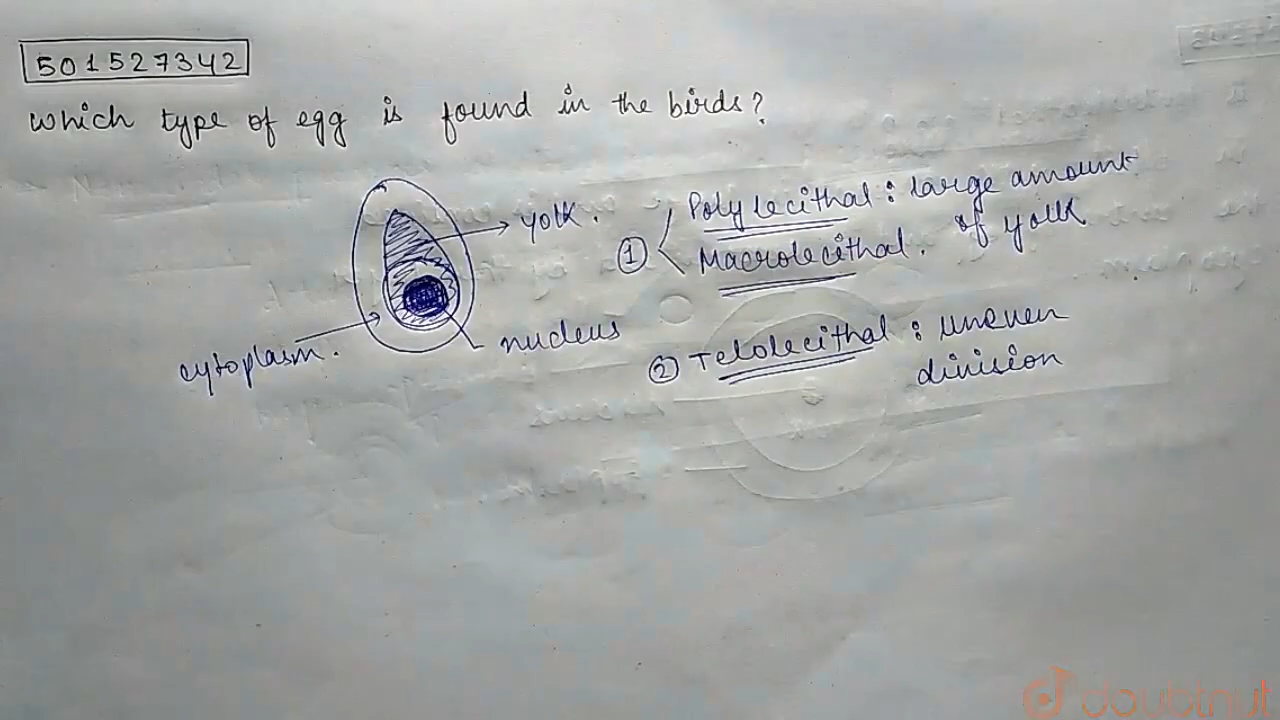 501527342
Which type of egg is found in the birds?
yolk.
cytoplasm.
nucleus
① Polylecithal : large amount of yolk
Macrolecithal.
② Telolecithal : uneven
division
doubtnut